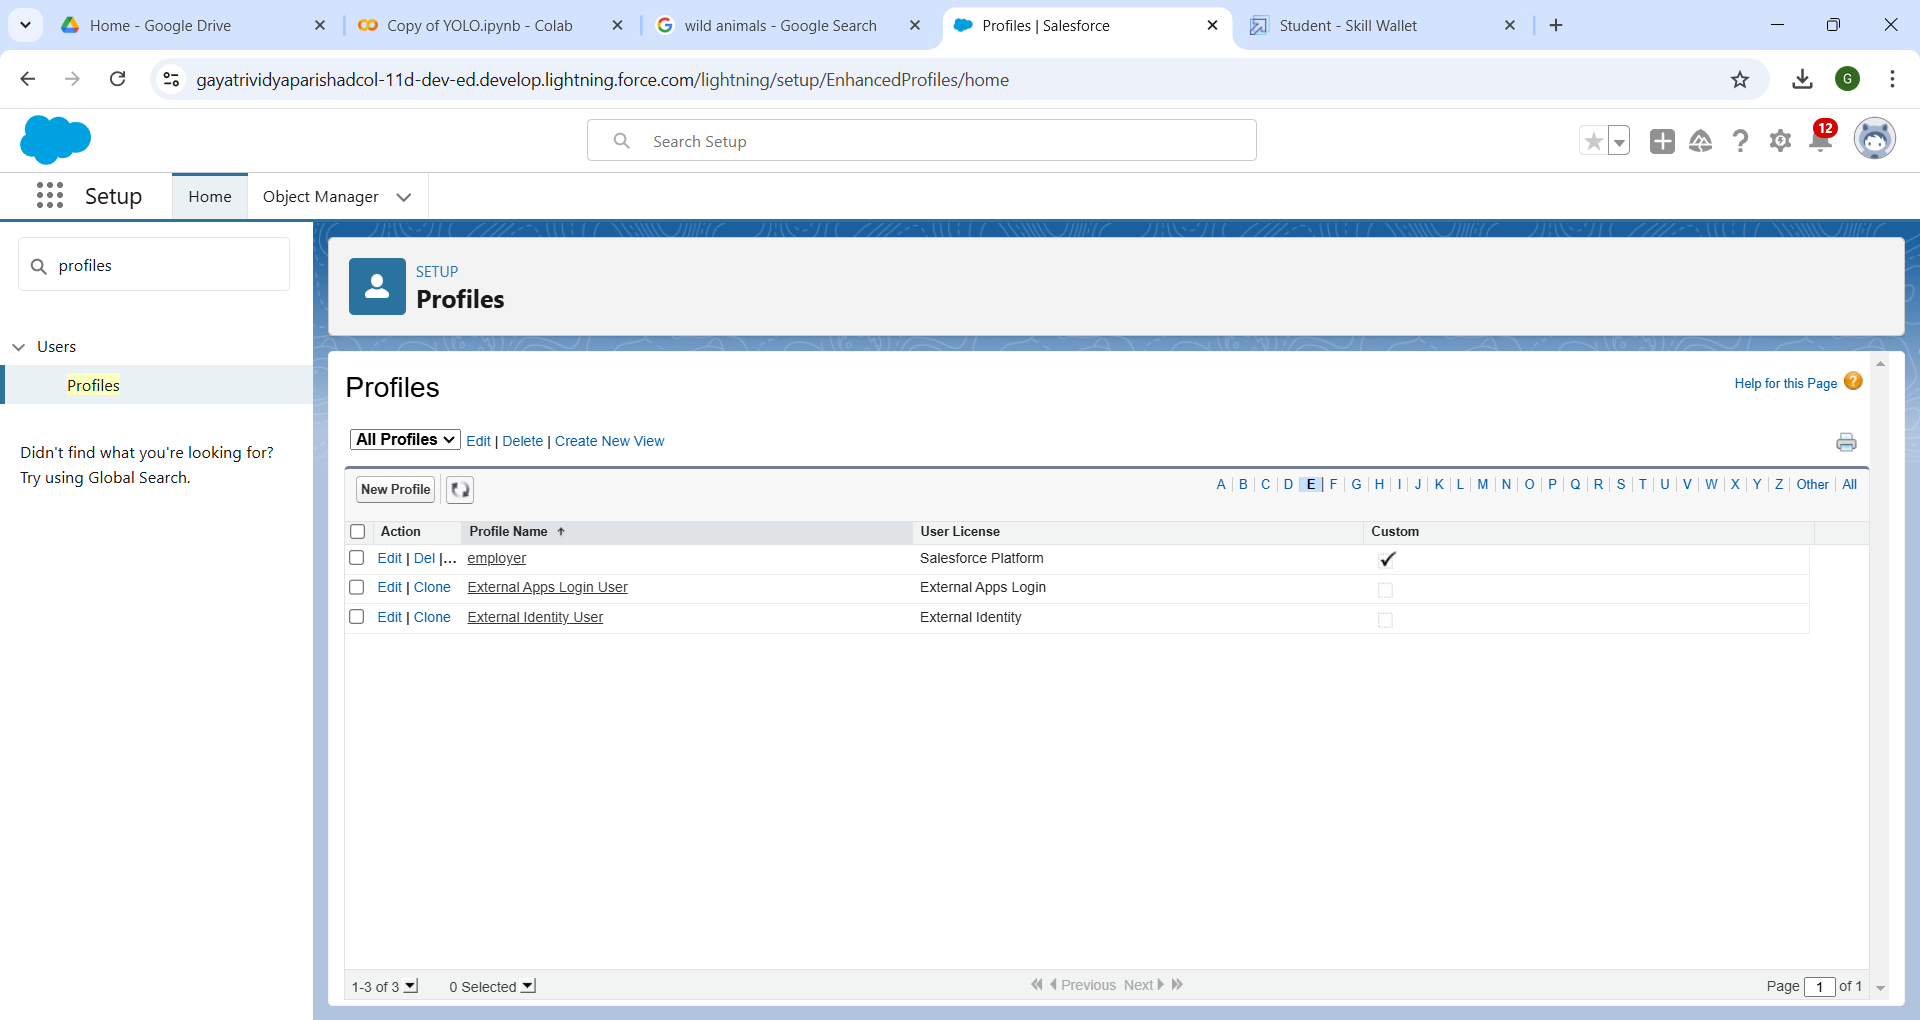 Home - Google Drive
Copy of YOLO.ipynb - Colab
wild animals - Google Search
Profiles | Salesforce
Student - Skill Wallet
gayatrividyaparishadcol-11d-dev-ed.develop.lightning.force.com/lightning/setup/EnhancedProfiles/home
G
Search Setup
12
Setup
Home
Object Manager
profiles
Users
Profiles
Didn't find what you're looking for?
Try using Global Search.
SETUP
Profiles
Profiles
Help for this Page ?
All Profiles Edit | Delete | Create New View
New Profile
A | B | C | D | E | F | G | H | I | J | K | L | M | N | O | P | Q | R | S | T | U | V | W | X | Y | Z | Other | All
Action Profile Name User License Custom
Edit | Del |... employer Salesforce Platform
Edit | Clone External Apps Login User External Apps Login
Edit | Clone External Identity User External Identity
1-3 of 3 0 Selected Previous Next Page 1 of 1